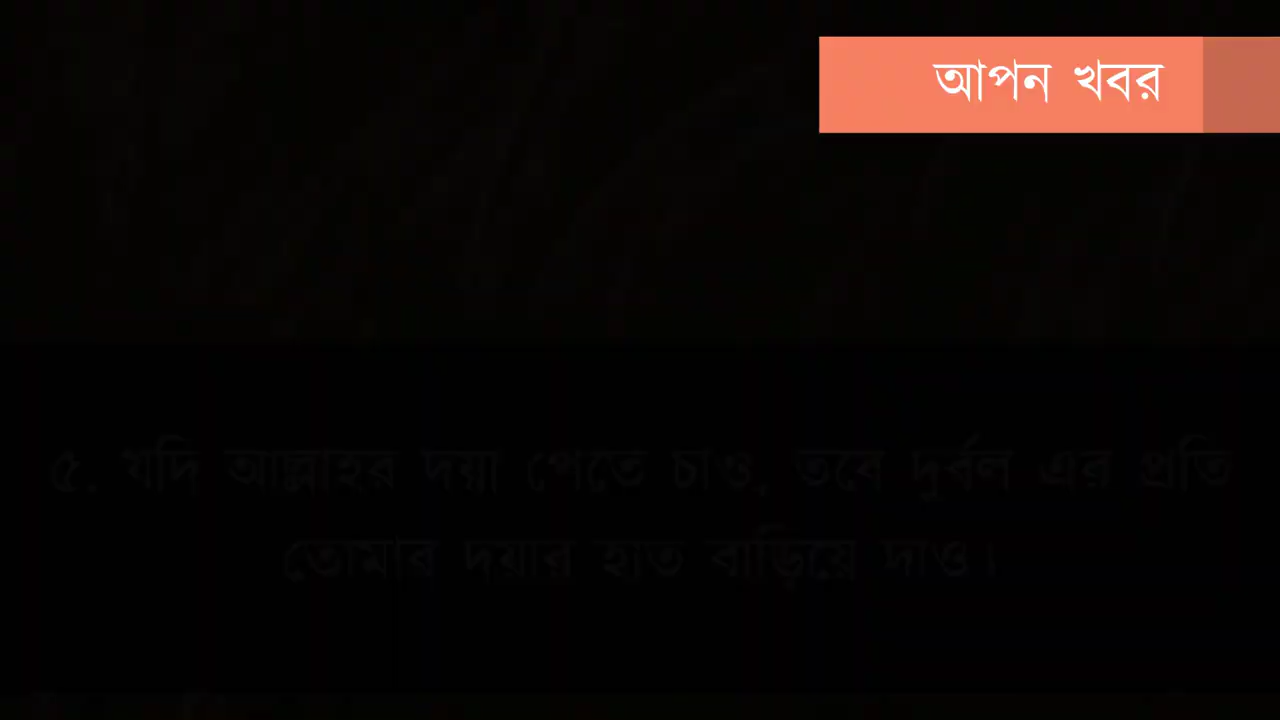 আপন খবর
৫. যদি আল্লাহর দয়া পেতে চাও, তবে দুর্বল এর প্রতি
তোমার দয়ার হাত বাড়িয়ে দাও।